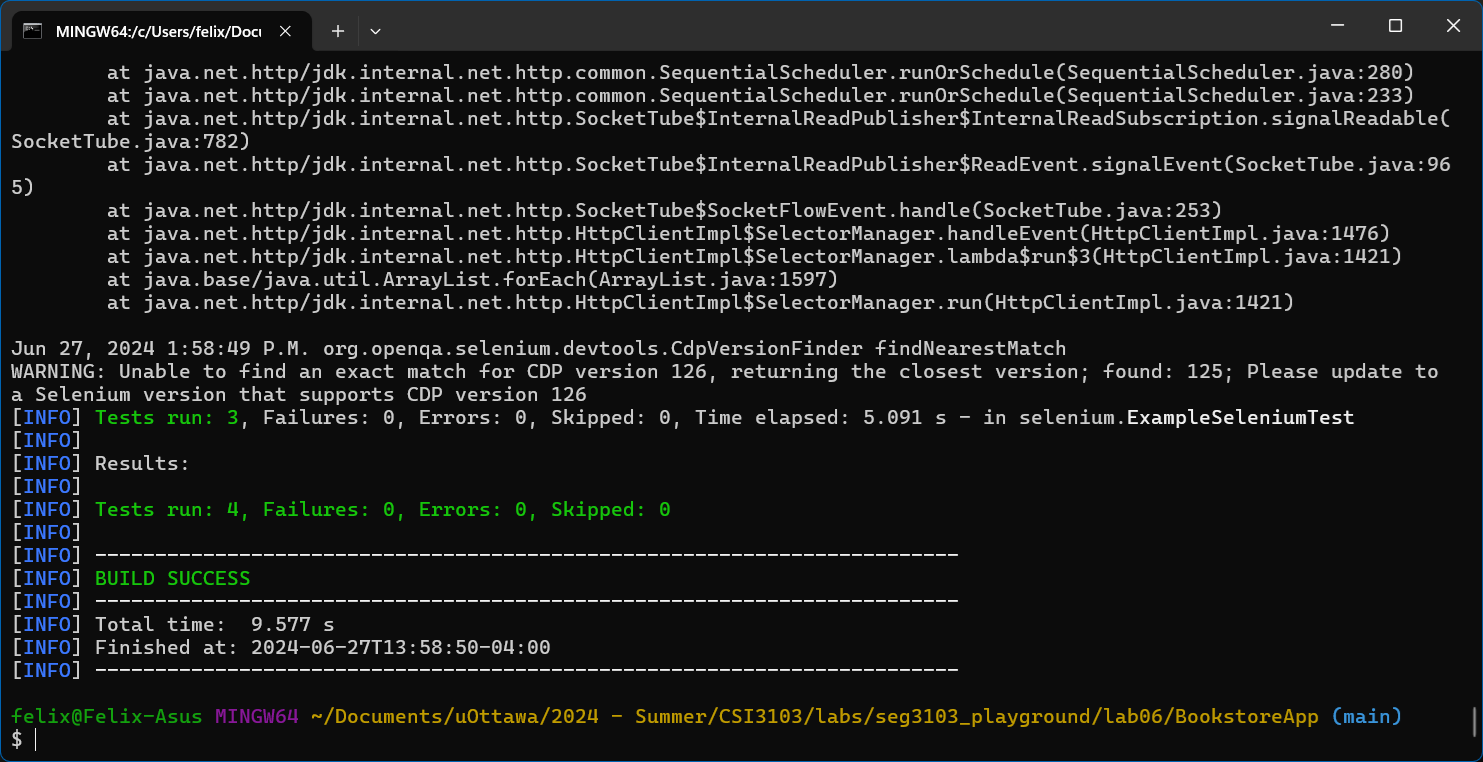 MINGW64:/c/Users/felix/Docu
        at java.net.http/jdk.internal.net.http.common.SequentialScheduler.runOrSchedule(SequentialScheduler.java:280)
        at java.net.http/jdk.internal.net.http.common.SequentialScheduler.runOrSchedule(SequentialScheduler.java:233)
        at java.net.http/jdk.internal.net.http.SocketTube$InternalReadPublisher$InternalReadSubscription.signalReadable(
SocketTube.java:782)
        at java.net.http/jdk.internal.net.http.SocketTube$InternalReadPublisher$ReadEvent.signalEvent(SocketTube.java:96
5)
        at java.net.http/jdk.internal.net.http.SocketTube$SocketFlowEvent.handle(SocketTube.java:253)
        at java.net.http/jdk.internal.net.http.HttpClientImpl$SelectorManager.handleEvent(HttpClientImpl.java:1476)
        at java.net.http/jdk.internal.net.http.HttpClientImpl$SelectorManager.lambda$run$3(HttpClientImpl.java:1421)
        at java.base/java.util.ArrayList.forEach(ArrayList.java:1597)
        at java.net.http/jdk.internal.net.http.HttpClientImpl$SelectorManager.run(HttpClientImpl.java:1421)

Jun 27, 2024 1:58:49 P.M. org.openqa.selenium.devtools.CdpVersionFinder findNearestMatch
WARNING: Unable to find an exact match for CDP version 126, returning the closest version; found: 125; Please update to
a Selenium version that supports CDP version 126
[INFO] Tests run: 3, Failures: 0, Errors: 0, Skipped: 0, Time elapsed: 5.091 s - in selenium.ExampleSeleniumTest
[INFO]
[INFO] Results:
[INFO]
[INFO] Tests run: 4, Failures: 0, Errors: 0, Skipped: 0
[INFO]
[INFO] ------------------------------------------------------------------------
[INFO] BUILD SUCCESS
[INFO] ------------------------------------------------------------------------
[INFO] Total time:  9.577 s
[INFO] Finished at: 2024-06-27T13:58:50-04:00
[INFO] ------------------------------------------------------------------------

felix@Felix-Asus MINGW64 ~/Documents/uOttawa/2024 - Summer/CSI3103/labs/seg3103_playground/lab06/BookstoreApp (main)
$